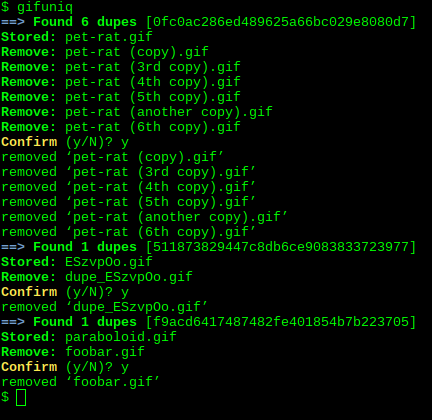 $ gifuniq
==> Found 6 dupes [0fc0ac286ed489625a66bc029e8080d7]
Stored: pet-rat.gif
Remove: pet-rat (copy).gif
Remove: pet-rat (3rd copy).gif
Remove: pet-rat (4th copy).gif
Remove: pet-rat (5th copy).gif
Remove: pet-rat (another copy).gif
Remove: pet-rat (6th copy).gif
Confirm (y/N)? y
removed ‘pet-rat (copy).gif’
removed ‘pet-rat (3rd copy).gif’
removed ‘pet-rat (4th copy).gif’
removed ‘pet-rat (5th copy).gif’
removed ‘pet-rat (another copy).gif’
removed ‘pet-rat (6th copy).gif’
==> Found 1 dupes [511873829447c8db6ce9083833723977]
Stored: ESzvpOo.gif
Remove: dupe_ESzvpOo.gif
Confirm (y/N)? y
removed ‘dupe_ESzvpOo.gif’
==> Found 1 dupes [f9acd6417487482fe401854b7b223705]
Stored: paraboloid.gif
Remove: foobar.gif
Confirm (y/N)? y
removed ‘foobar.gif’
$